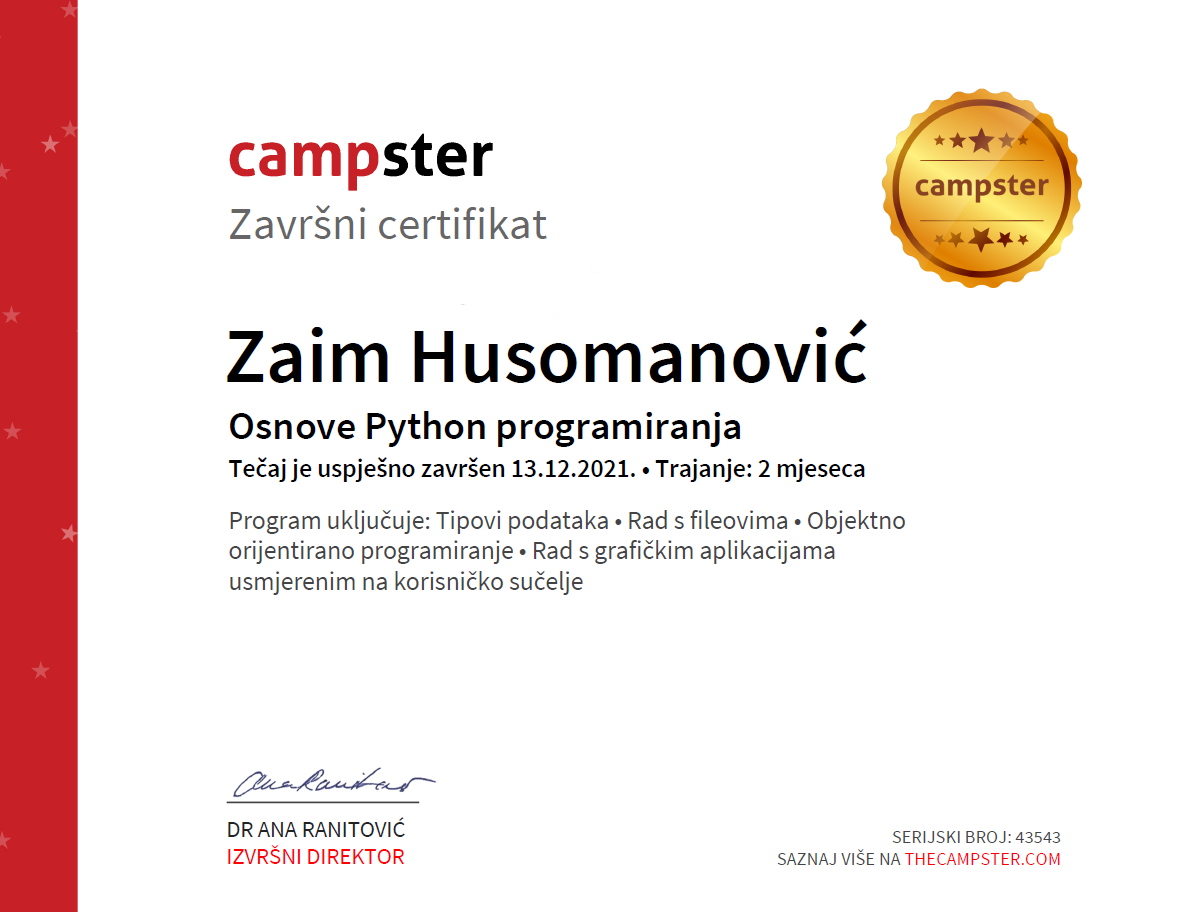 campster
Završni certifikat
campster
Zaim Husomanović
Osnove Python programiranja
Tečaj je uspješno završen 13.12.2021. • Trajanje: 2 mjeseca
Program uključuje: Tipovi podataka • Rad s fileovima • Objektno
orijentirano programiranje • Rad s grafičkim aplikacijama
usmjerenim na korisničko sučelje
Ana Ranitović
DR ANA RANITOVIĆ
IZVRŠNI DIREKTOR
SERIJSKI BROJ: 43543
SAZNAJ VIŠE NA THECAMPSTER.COM